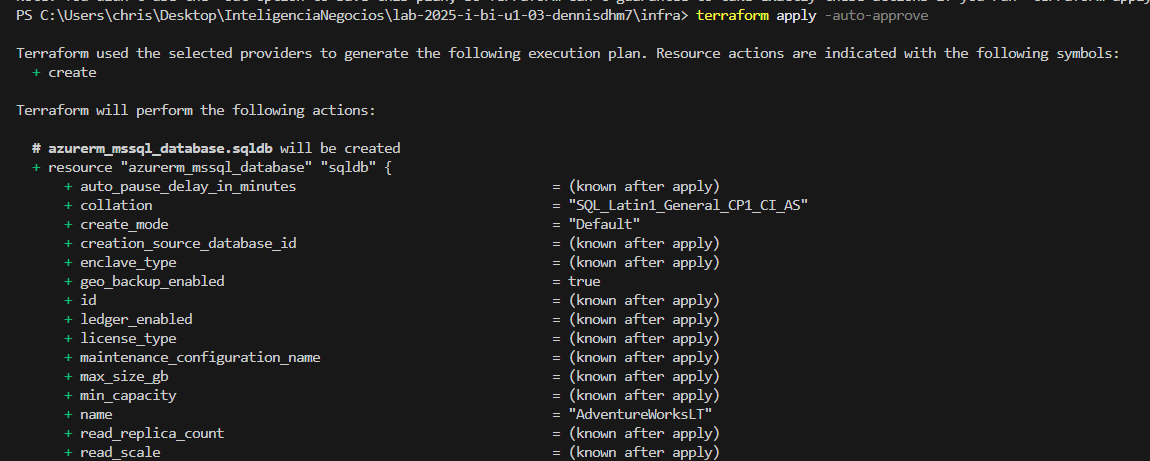 PS C:\Users\chris\Desktop\InteligenciaNegocios\lab-2025-i-bi-u1-03-dennisdhm7\infra> terraform apply -auto-approve
Terraform used the selected providers to generate the following execution plan. Resource actions are indicated with the following symbols:
+ create
Terraform will perform the following actions:
# azurerm_mssql_database.sqldb will be created
+ resource "azurerm_mssql_database" "sqldb" {
+ auto_pause_delay_in_minutes = (known after apply)
+ collation = "SQL_Latin1_General_CP1_CI_AS"
+ create_mode = "Default"
+ creation_source_database_id = (known after apply)
+ enclave_type = (known after apply)
+ geo_backup_enabled = true
+ id = (known after apply)
+ ledger_enabled = (known after apply)
+ license_type = (known after apply)
+ maintenance_configuration_name = (known after apply)
+ max_size_gb = (known after apply)
+ min_capacity = (known after apply)
+ name = "AdventureWorksLT"
+ read_replica_count = (known after apply)
+ read_scale = (known after apply)